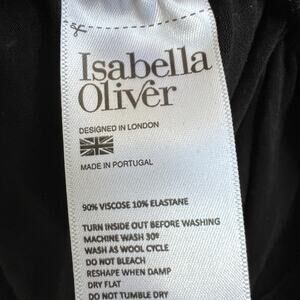 Isabella
Oliver
DESIGNED IN LONDON
MADE IN PORTUGAL
90% VISCOSE 10% ELASTANE
TURN INSIDE OUT BEFORE WASHING
MACHINE WASH 30º
WASH AS WOOL CYCLE
DO NOT BLEACH
RESHAPE WHEN DAMP
DRY FLAT
DO NOT TUMBLE DRY